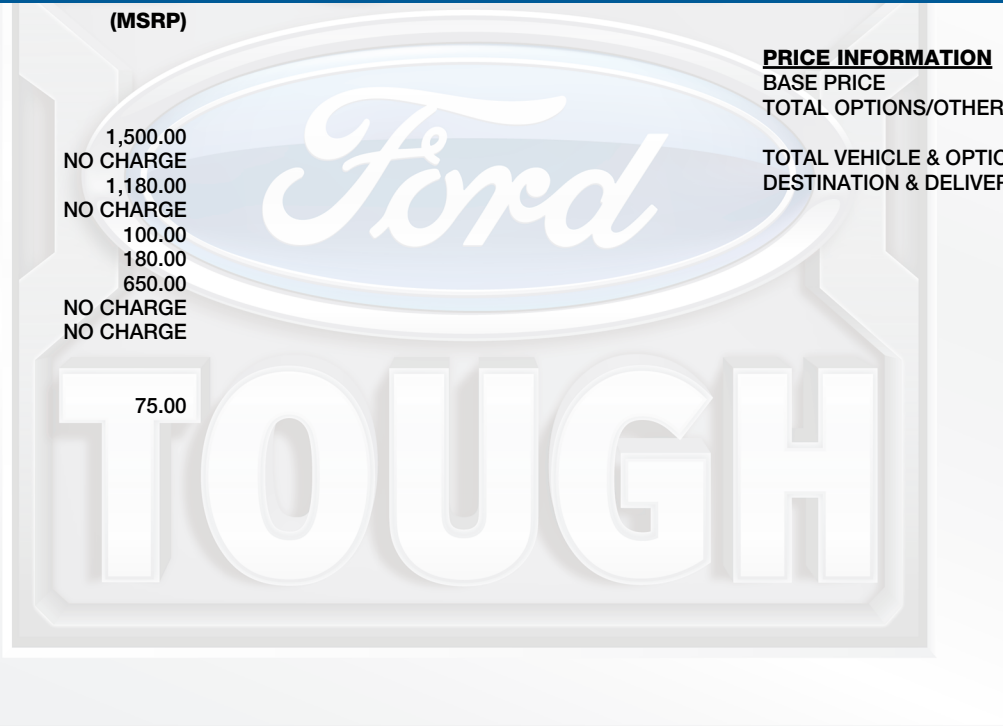 (MSRP)
1,500.00
NO CHARGE
1,180.00
NO CHARGE
100.00
180.00
650.00
NO CHARGE
NO CHARGE
75.00
PRICE INFORMATION
BASE PRICE
TOTAL OPTIONS/OTHER
TOTAL VEHICLE & OPTIO
DESTINATION & DELIVER
Ford
TOUGH